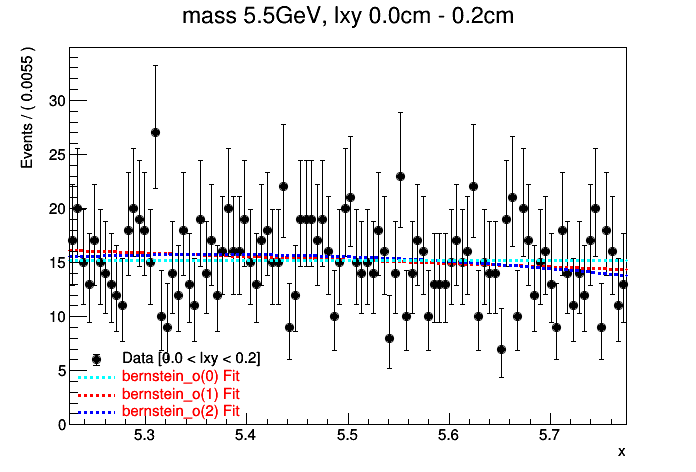 mass 5.5GeV, lxy 0.0cm - 0.2cm
Events / ( 0.0055 )
30
25
20
15
10
5
0
Data [0.0 < lxy < 0.2]
bernstein_o(0) Fit
bernstein_o(1) Fit
bernstein_o(2) Fit
5.3 5.4 5.5 5.6 5.7
x